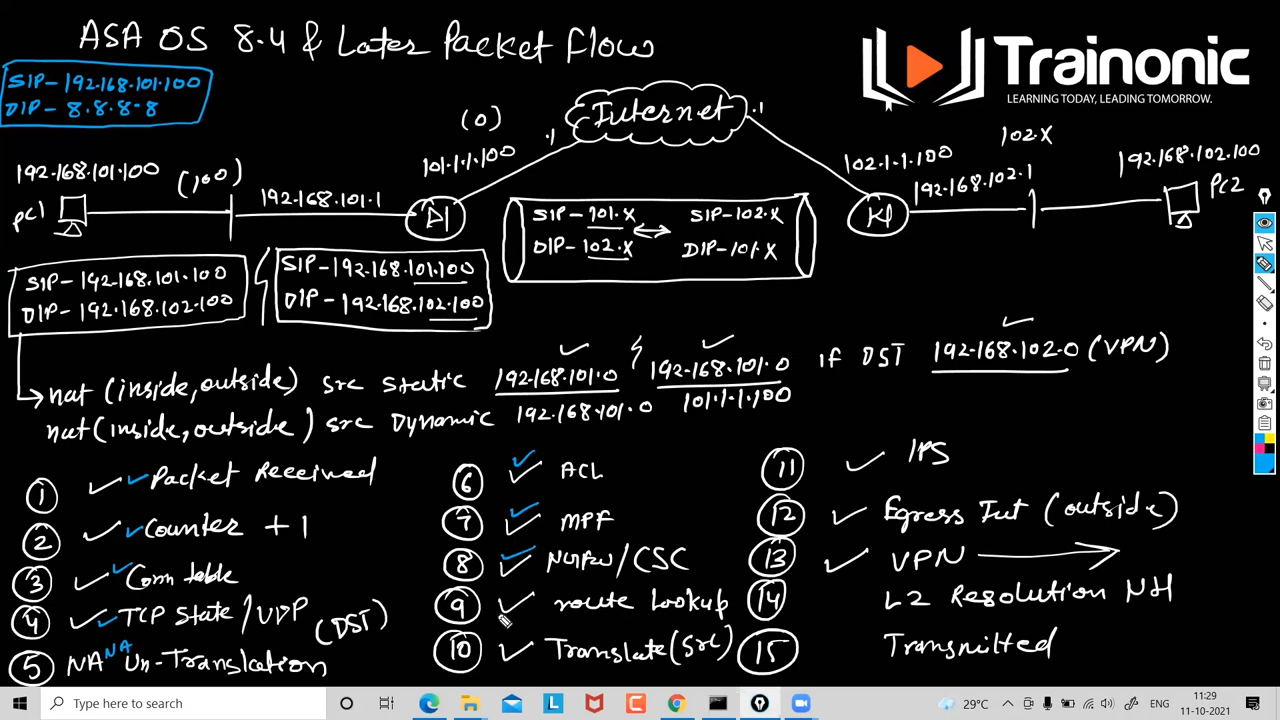 ASA OS 8.4 & Later Packet Flow
Trainonic
LEARNING TODAY, LEADING TOMORROW.
SIP-192.168.101.100
DIP - 8.8.8.8
Internet
(0)
.1
.1
102.X
192.168.101.100
(100)
101.1.1.100
102.1.1.100
192.168.102.100
PC1
192.168.101.1
192.168.102.1
PC2
SIP-101.X
SIP-102.X
DIP-102.X
DIP-101.X
SIP-192.168.101.100
DIP-192.168.102.100
SIP-192.168.101.100
DIP-192.168.102.100
nat (inside, outside) src static 192.168.101.0 192.168.101.0 if DST 192.168.102.0 (VPN)
192.168.101.0 101.1.1.100
nat (inside, outside) src Dynamic
1 Packet Received
2 Counter + 1
3 Conn table
4 TCP State/UDP
(DST)
5 NA NA Un-Translation
6 ACL
7 MPF
8 /CSC
9 route Lookup
10 Translate (Src)
11 IPS
12 Egress Int (outside)
13 VPN
14 L2 Resolution NH
15 Transmitted
Type here to search
29°C
ENG
11:29
11-10-2021